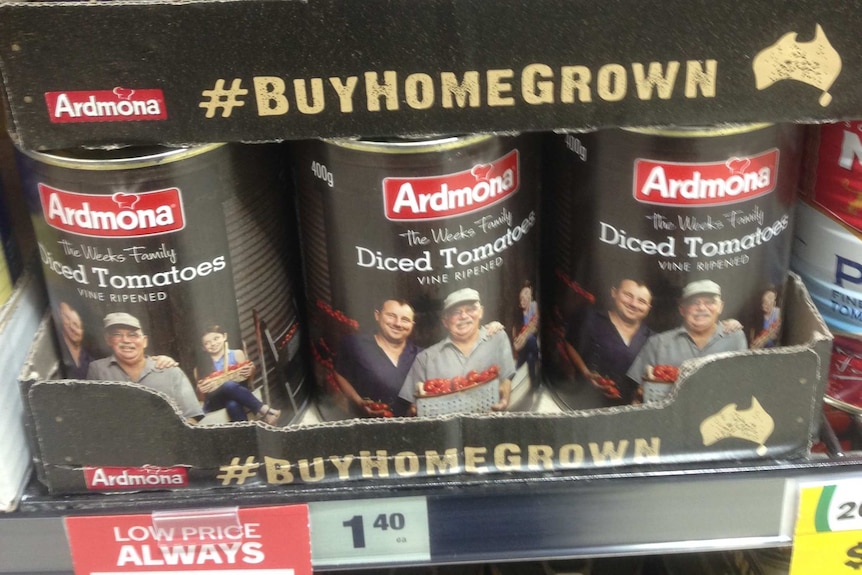 Ardmona
#BUYHOMEGROWN
Ardmona
The Weeks Family
Diced Tomatoes
VINE RIPENED
400g
Ardmona
The Weeks Family
Diced Tomatoes
VINE RIPENED
400g
Ardmona
The Weeks Family
Diced Tomatoes
VINE RIPENED
Ardmona
#BUYHOMEGROWN
LOW PRICE
ALWAYS
1 40
ea
20
$